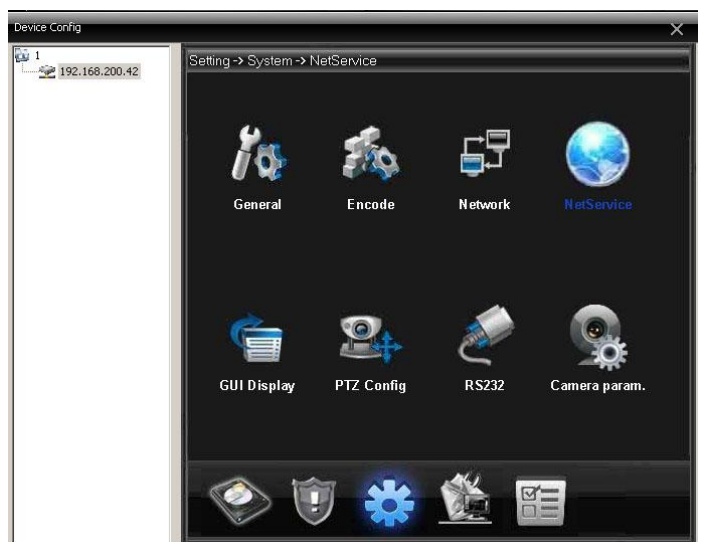 Device Config
1
192.168.200.42
Setting -> System -> NetService
General
Encode
Network
NetService
GUI Display
PTZ Config
RS232
Camera param.